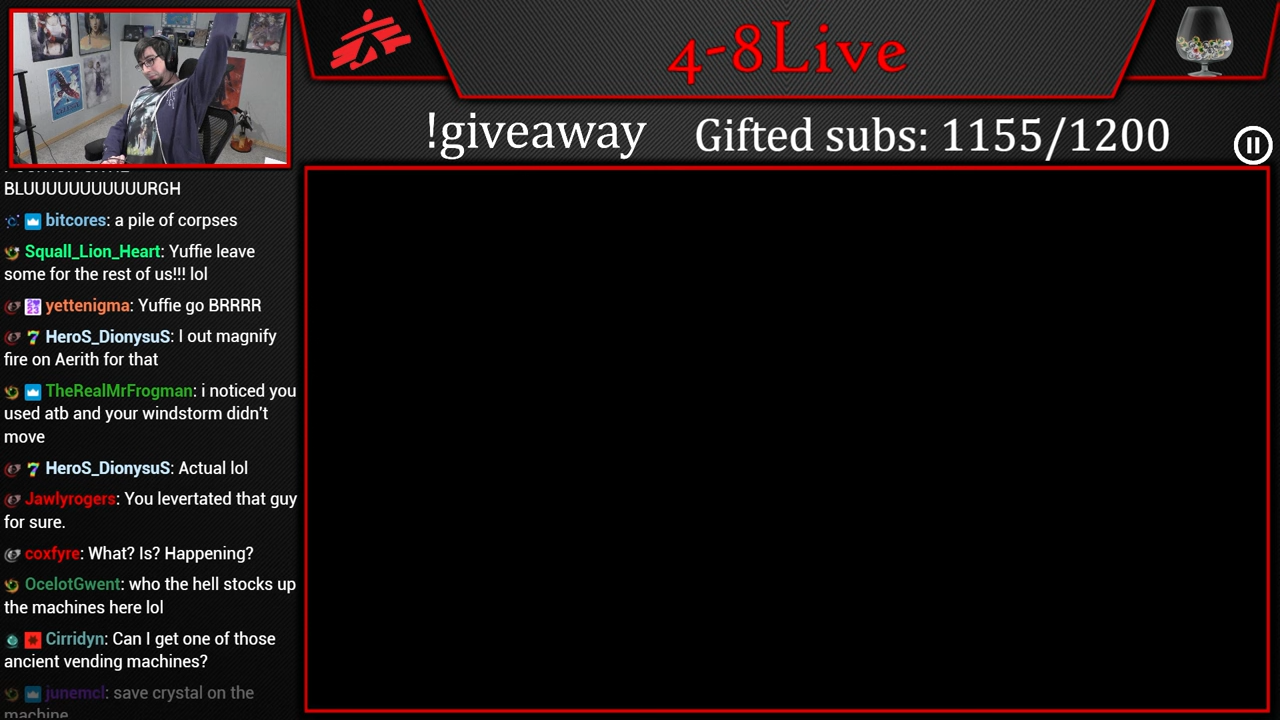 4-8Live
!giveaway
Gifted subs: 1155/1200
BLUUUUUUUUUUURGH
bitcores: a pile of corpses
Squall_Lion_Heart: Yuffie leave
some for the rest of us!!! lol
yettenigma: Yuffie go BRRRR
HeroS_DionysuS: I out magnify
fire on Aerith for that
TheRealMrFrogman: i noticed you
used atb and your windstorm didn't
move
HeroS_DionysuS: Actual lol
Jawlyrogers: You levertated that guy
for sure.
coxfyre: What? Is? Happening?
OcelotGwent: who the hell stocks up
the machines here lol
Cirridyn: Can I get one of those
ancient vending machines?
junemcl: save crystal on the
machine